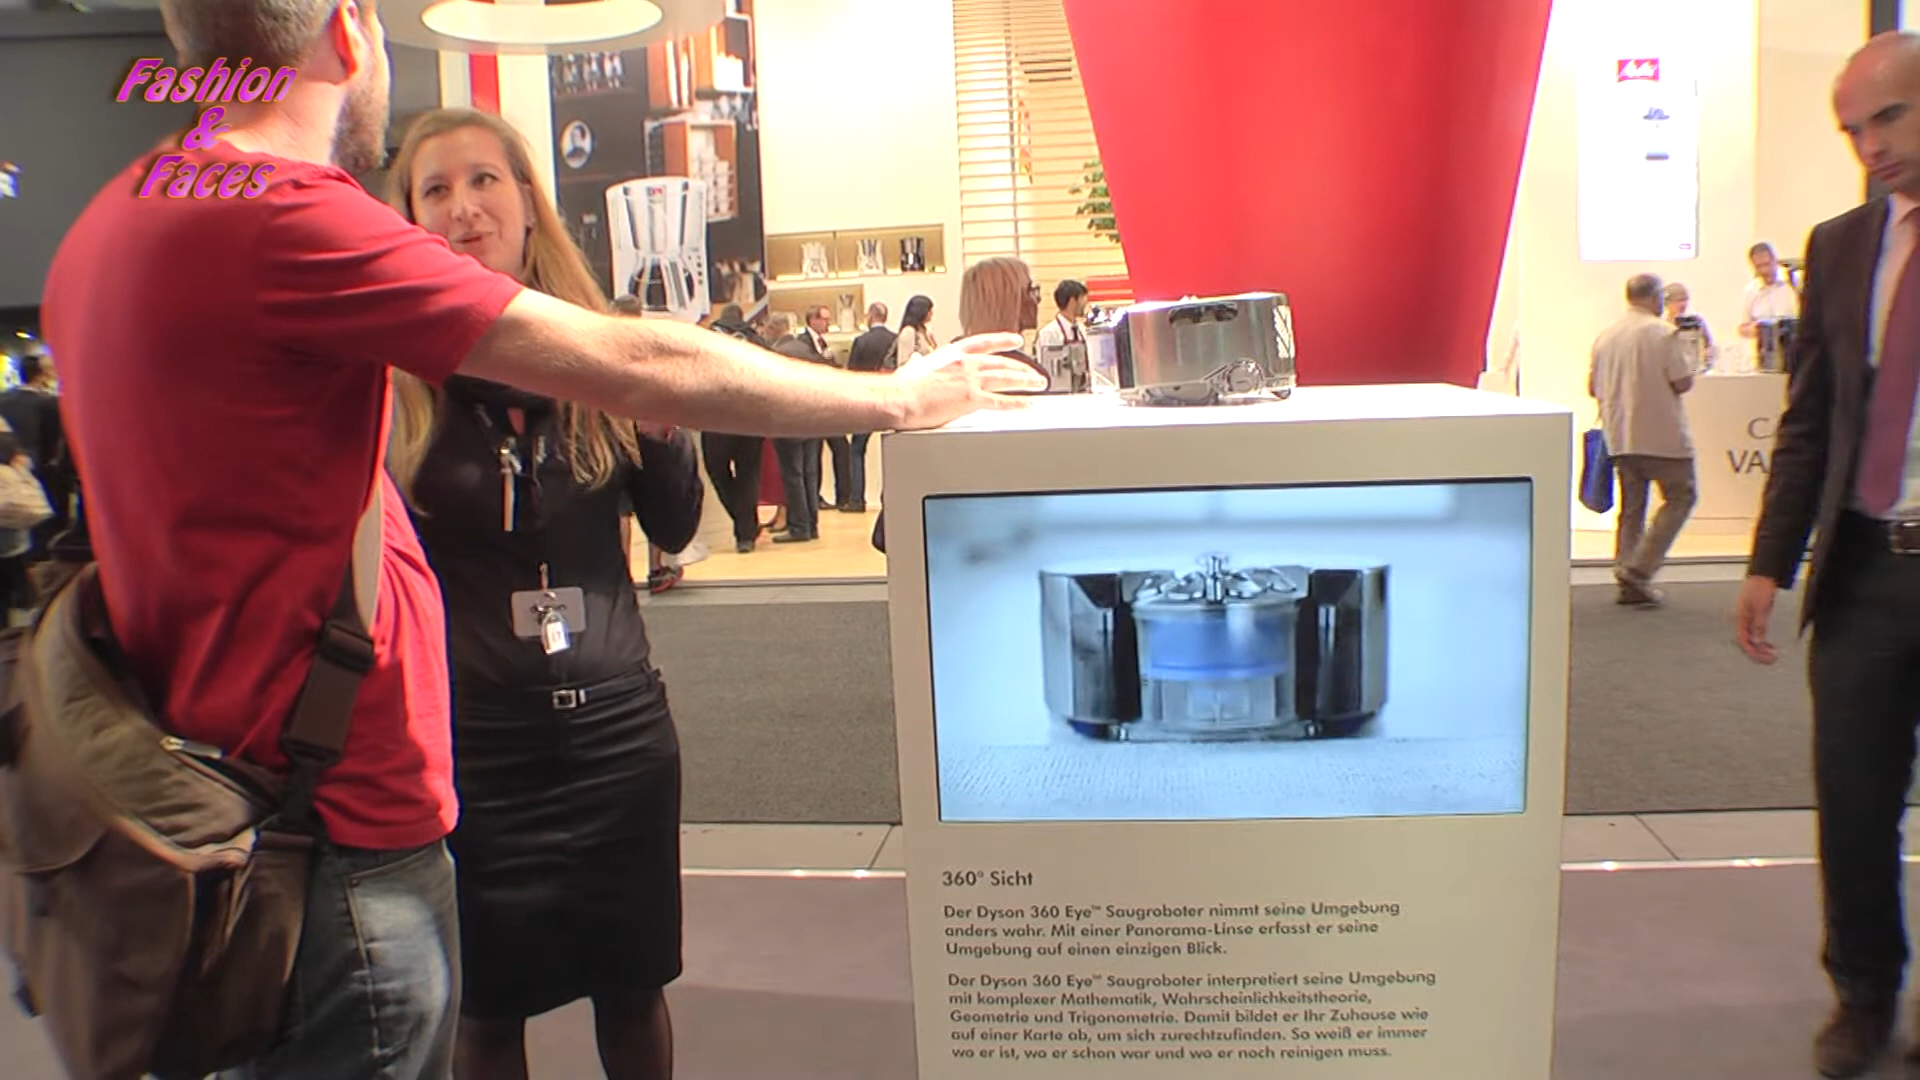 Fashion
&
Faces
Melitta
360° Sicht
Der Dyson 360 Eye™ Saugroboter nimmt seine Umgebung
anders wahr. Mit einer Panorama-Linse erfasst er seine
Umgebung auf einen einzigen Blick.
Der Dyson 360 Eye™ Saugroboter interpretiert seine Umgebung
mit komplexer Mathematik, Wahrscheinlichkeitstheorie,
Geometrie und Trigonometrie. Damit bildet er Ihr Zuhause wie
auf einer Karte ab, um sich zurechtzufinden. So weiß er immer
wo er ist, wo er schon war und wo er noch reinigen muss.